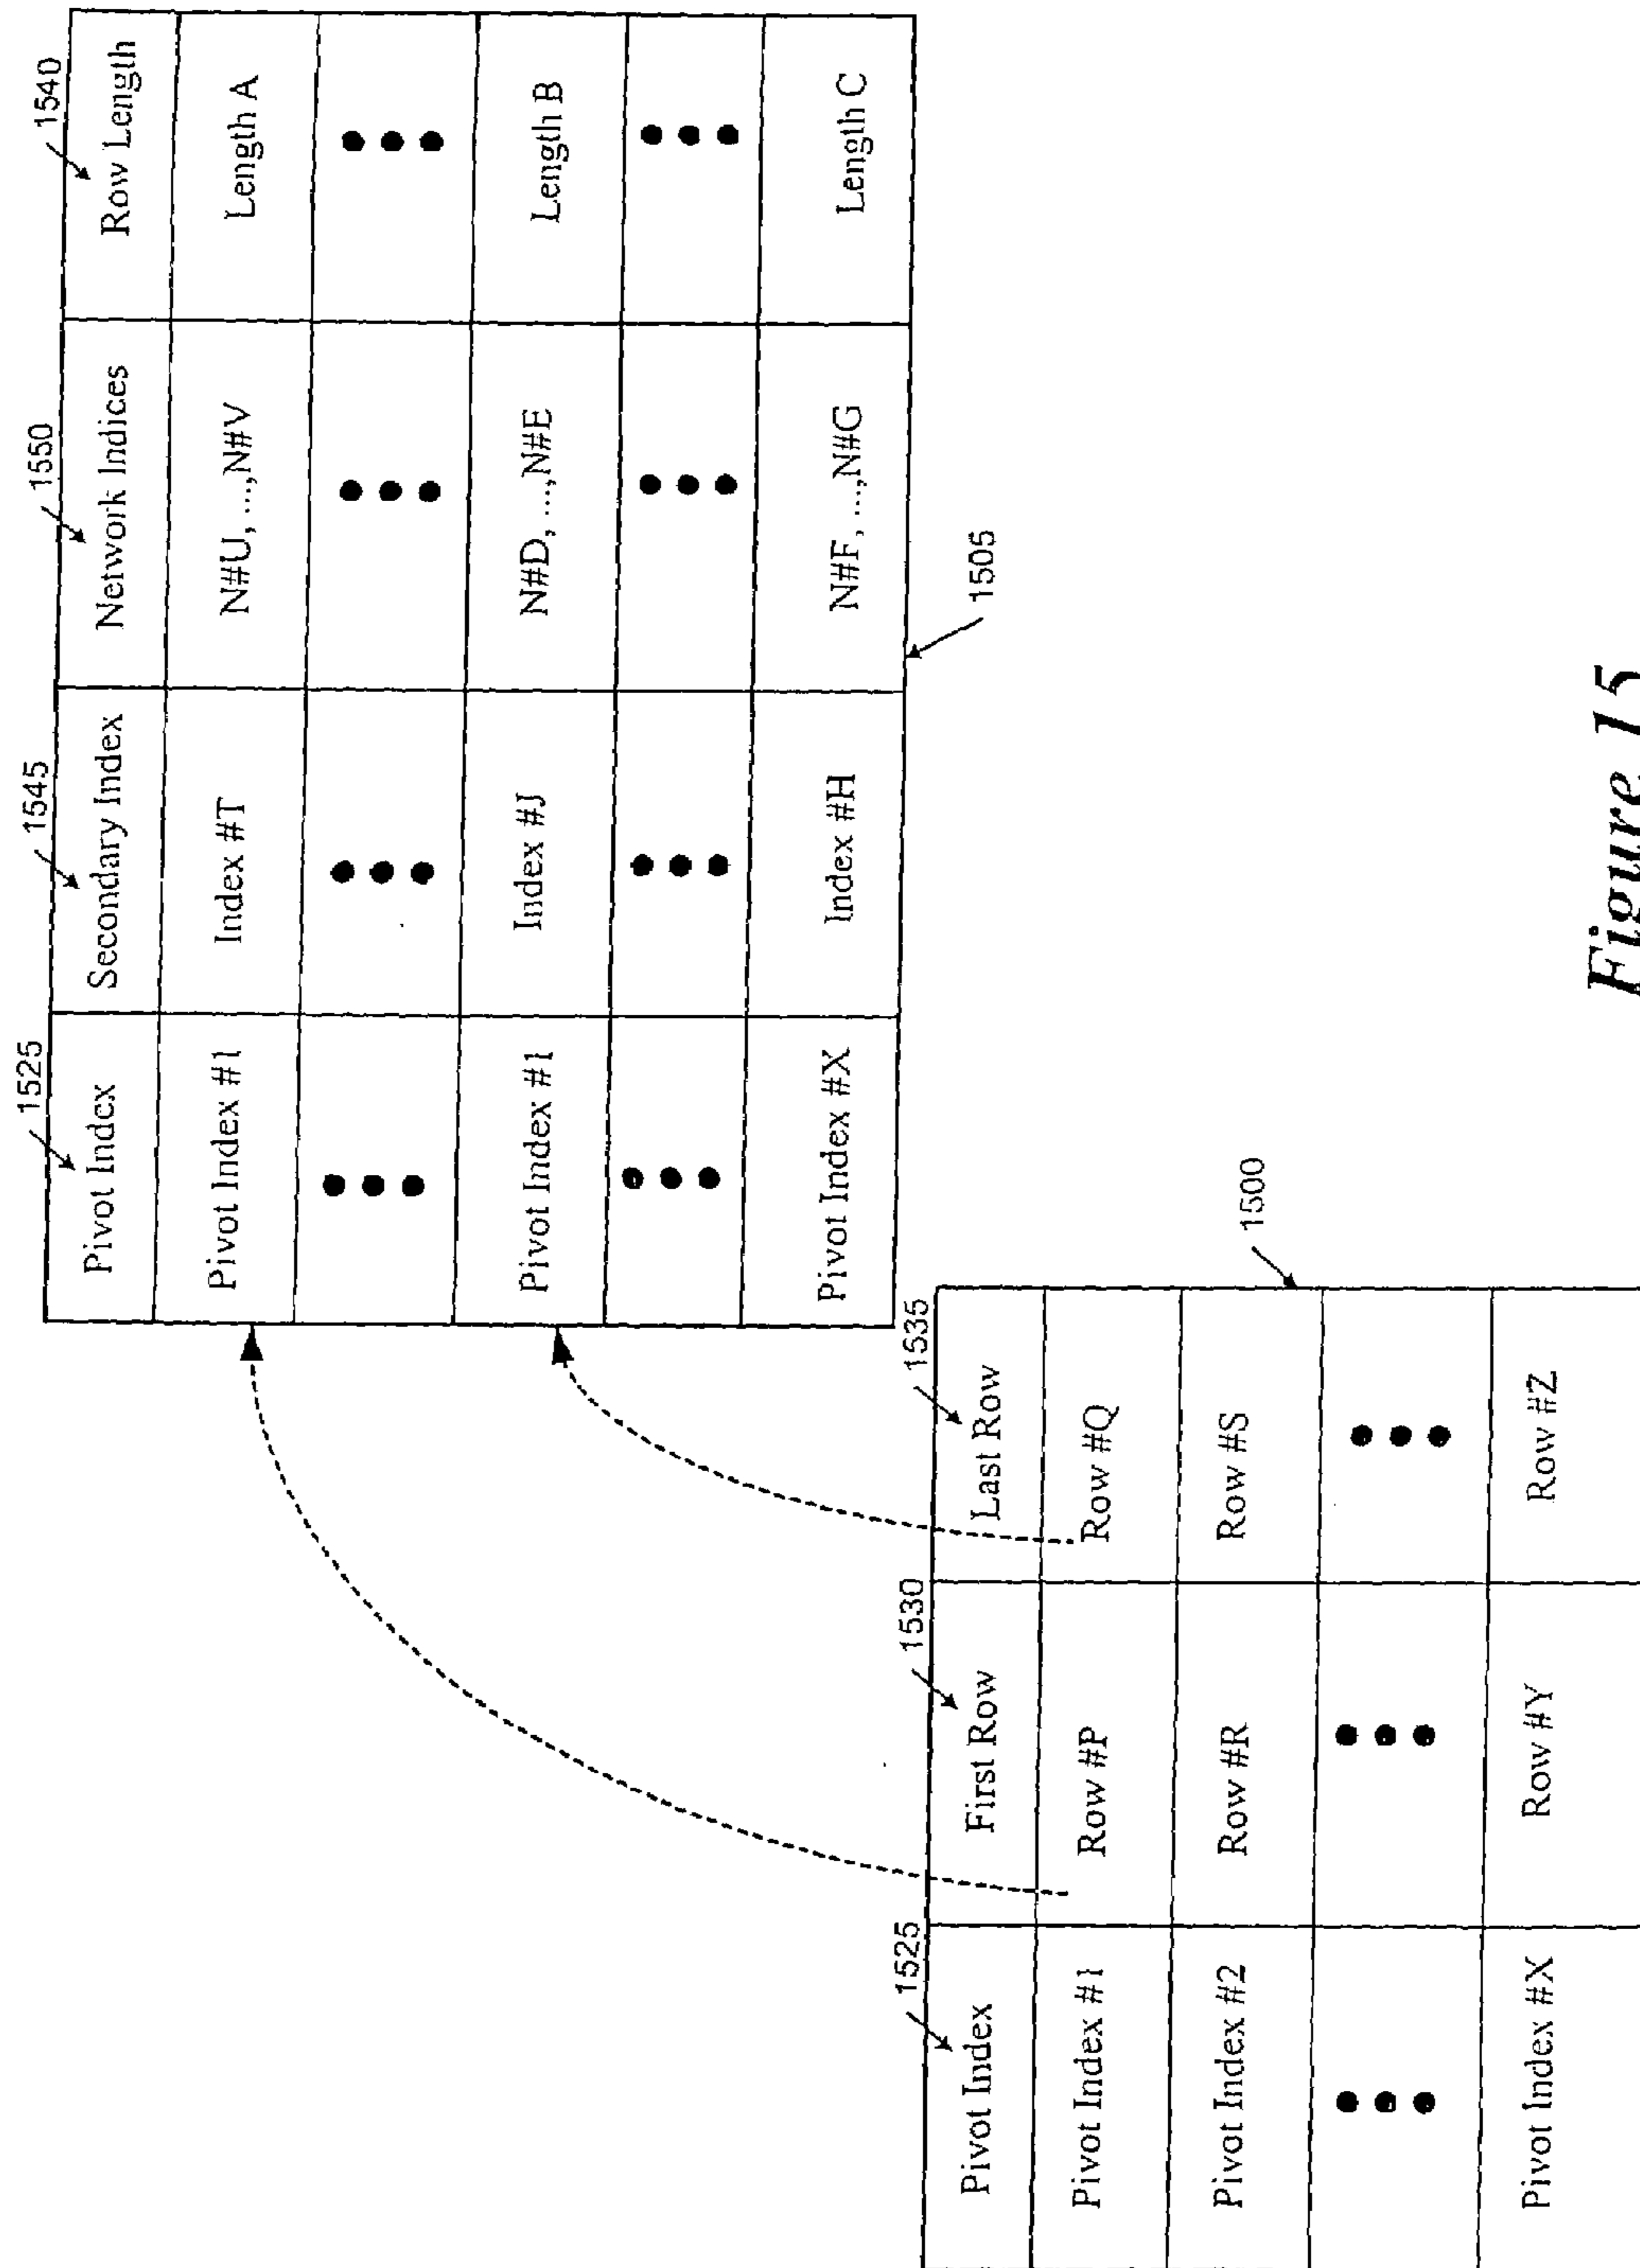 1525
1545
1550
1540
Pivot Index
Secondary Index
Network Indices
Row Length
Pivot Index #1
Index #T
N#U, ...,N#V
Length A
Pivot Index #1
Index #J
N#D, ...,N#E
Length B
Pivot Index #X
Index #H
N#F, ...,N#G
Length C
1505
1525
1530
1535
Pivot Index
First Row
Last Row
Pivot Index #1
Row #P
Row #Q
Pivot Index #2
Row #R
Row #S
1500
Pivot Index #X
Row #Y
Row #Z
Figure 15